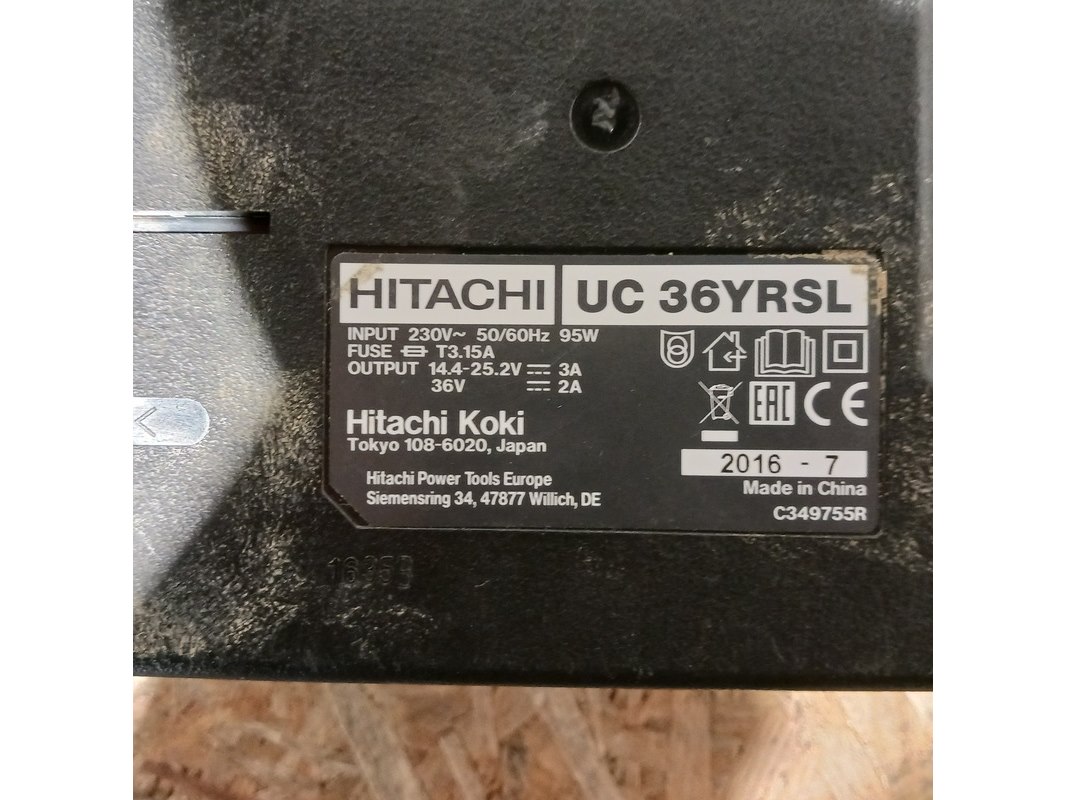 HITACHI UC 36YRSL
INPUT 230V~ 50/60Hz 95W
FUSE T3.15A
OUTPUT 14.4-25.2V ⎓ 3A
36V ⎓ 2A
Hitachi Koki
Tokyo 108-6020, Japan
Hitachi Power Tools Europe
Siemensring 34, 47877 Willich, DE
EAC CE
2016 - 7
Made in China
C349755R